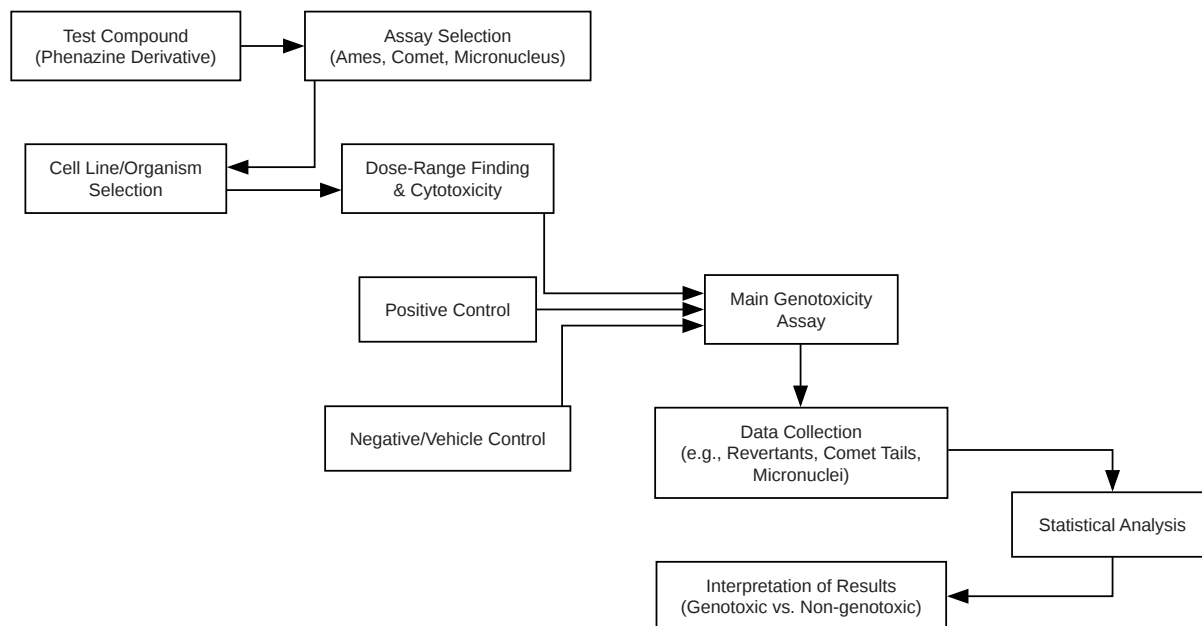 Test Compound
(Phenazine Derivative)
Assay Selection
(Ames, Comet, Micronucleus)
Cell Line/Organism
Selection
Dose-Range Finding
& Cytotoxicity
Positive Control
Main Genotoxicity
Assay
Negative/Vehicle Control
Data Collection
(e.g., Revertants, Comet Tails,
Micronuclei)
Statistical Analysis
Interpretation of Results
(Genotoxic vs. Non-genotoxic)